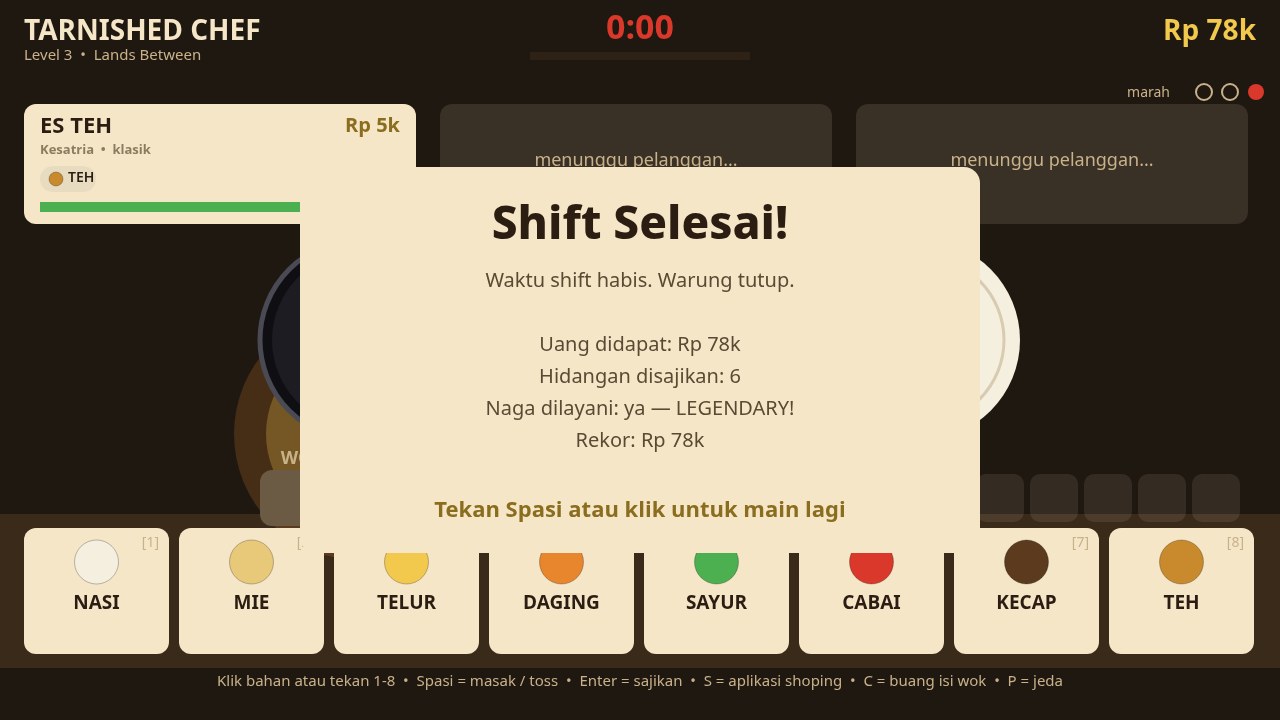 TARNISHED CHEF
Level 3 • Lands Between
0:00
Rp 78k
marah
ES TEH
Rp 5k
Kesatria • klasik
TEH
menunggu pelanggan...
menunggu pelanggan...
Shift Selesai!
Waktu shift habis. Warung tutup.
Uang didapat: Rp 78k
Hidangan disajikan: 6
Naga dilayani: ya — LEGENDARY!
Rekor: Rp 78k
Tekan Spasi atau klik untuk main lagi
[1]
NASI
MIE
TELUR
DAGING
SAYUR
CABAI
[7]
KECAP
[8]
TEH
Klik bahan atau tekan 1-8 • Spasi = masak / toss • Enter = sajikan • S = aplikasi shoping • C = buang isi wok • P = jeda